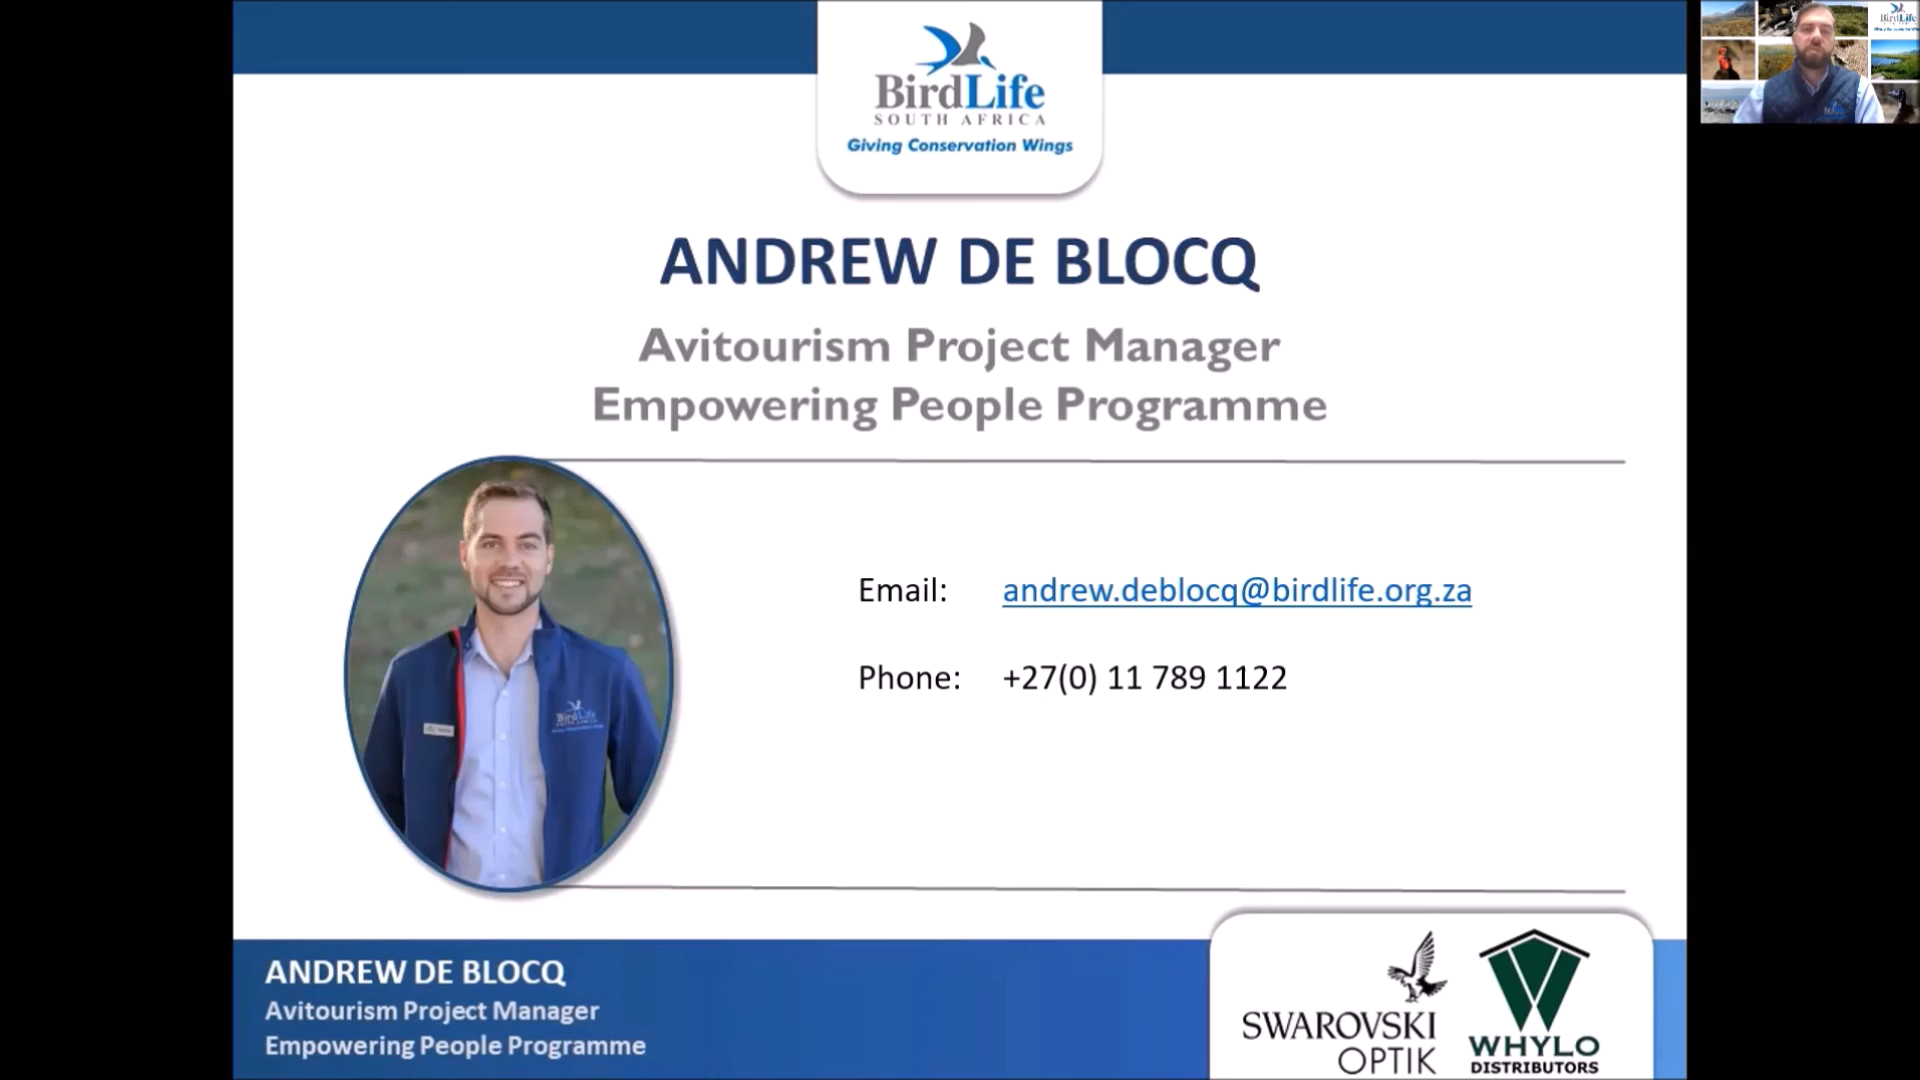 BirdLife
SOUTH AFRICA
Giving Conservation Wings
ANDREW DE BLOCQ
Avitourism Project Manager
Empowering People Programme
Email: andrew.deblocq@birdlife.org.za
Phone: +27(0) 11 789 1122
BirdLife
ANDREW DE BLOCQ
Avitourism Project Manager
Empowering People Programme
SWAROVSKI
OPTIK
WHYLO
DISTRIBUTORS
BirdLife